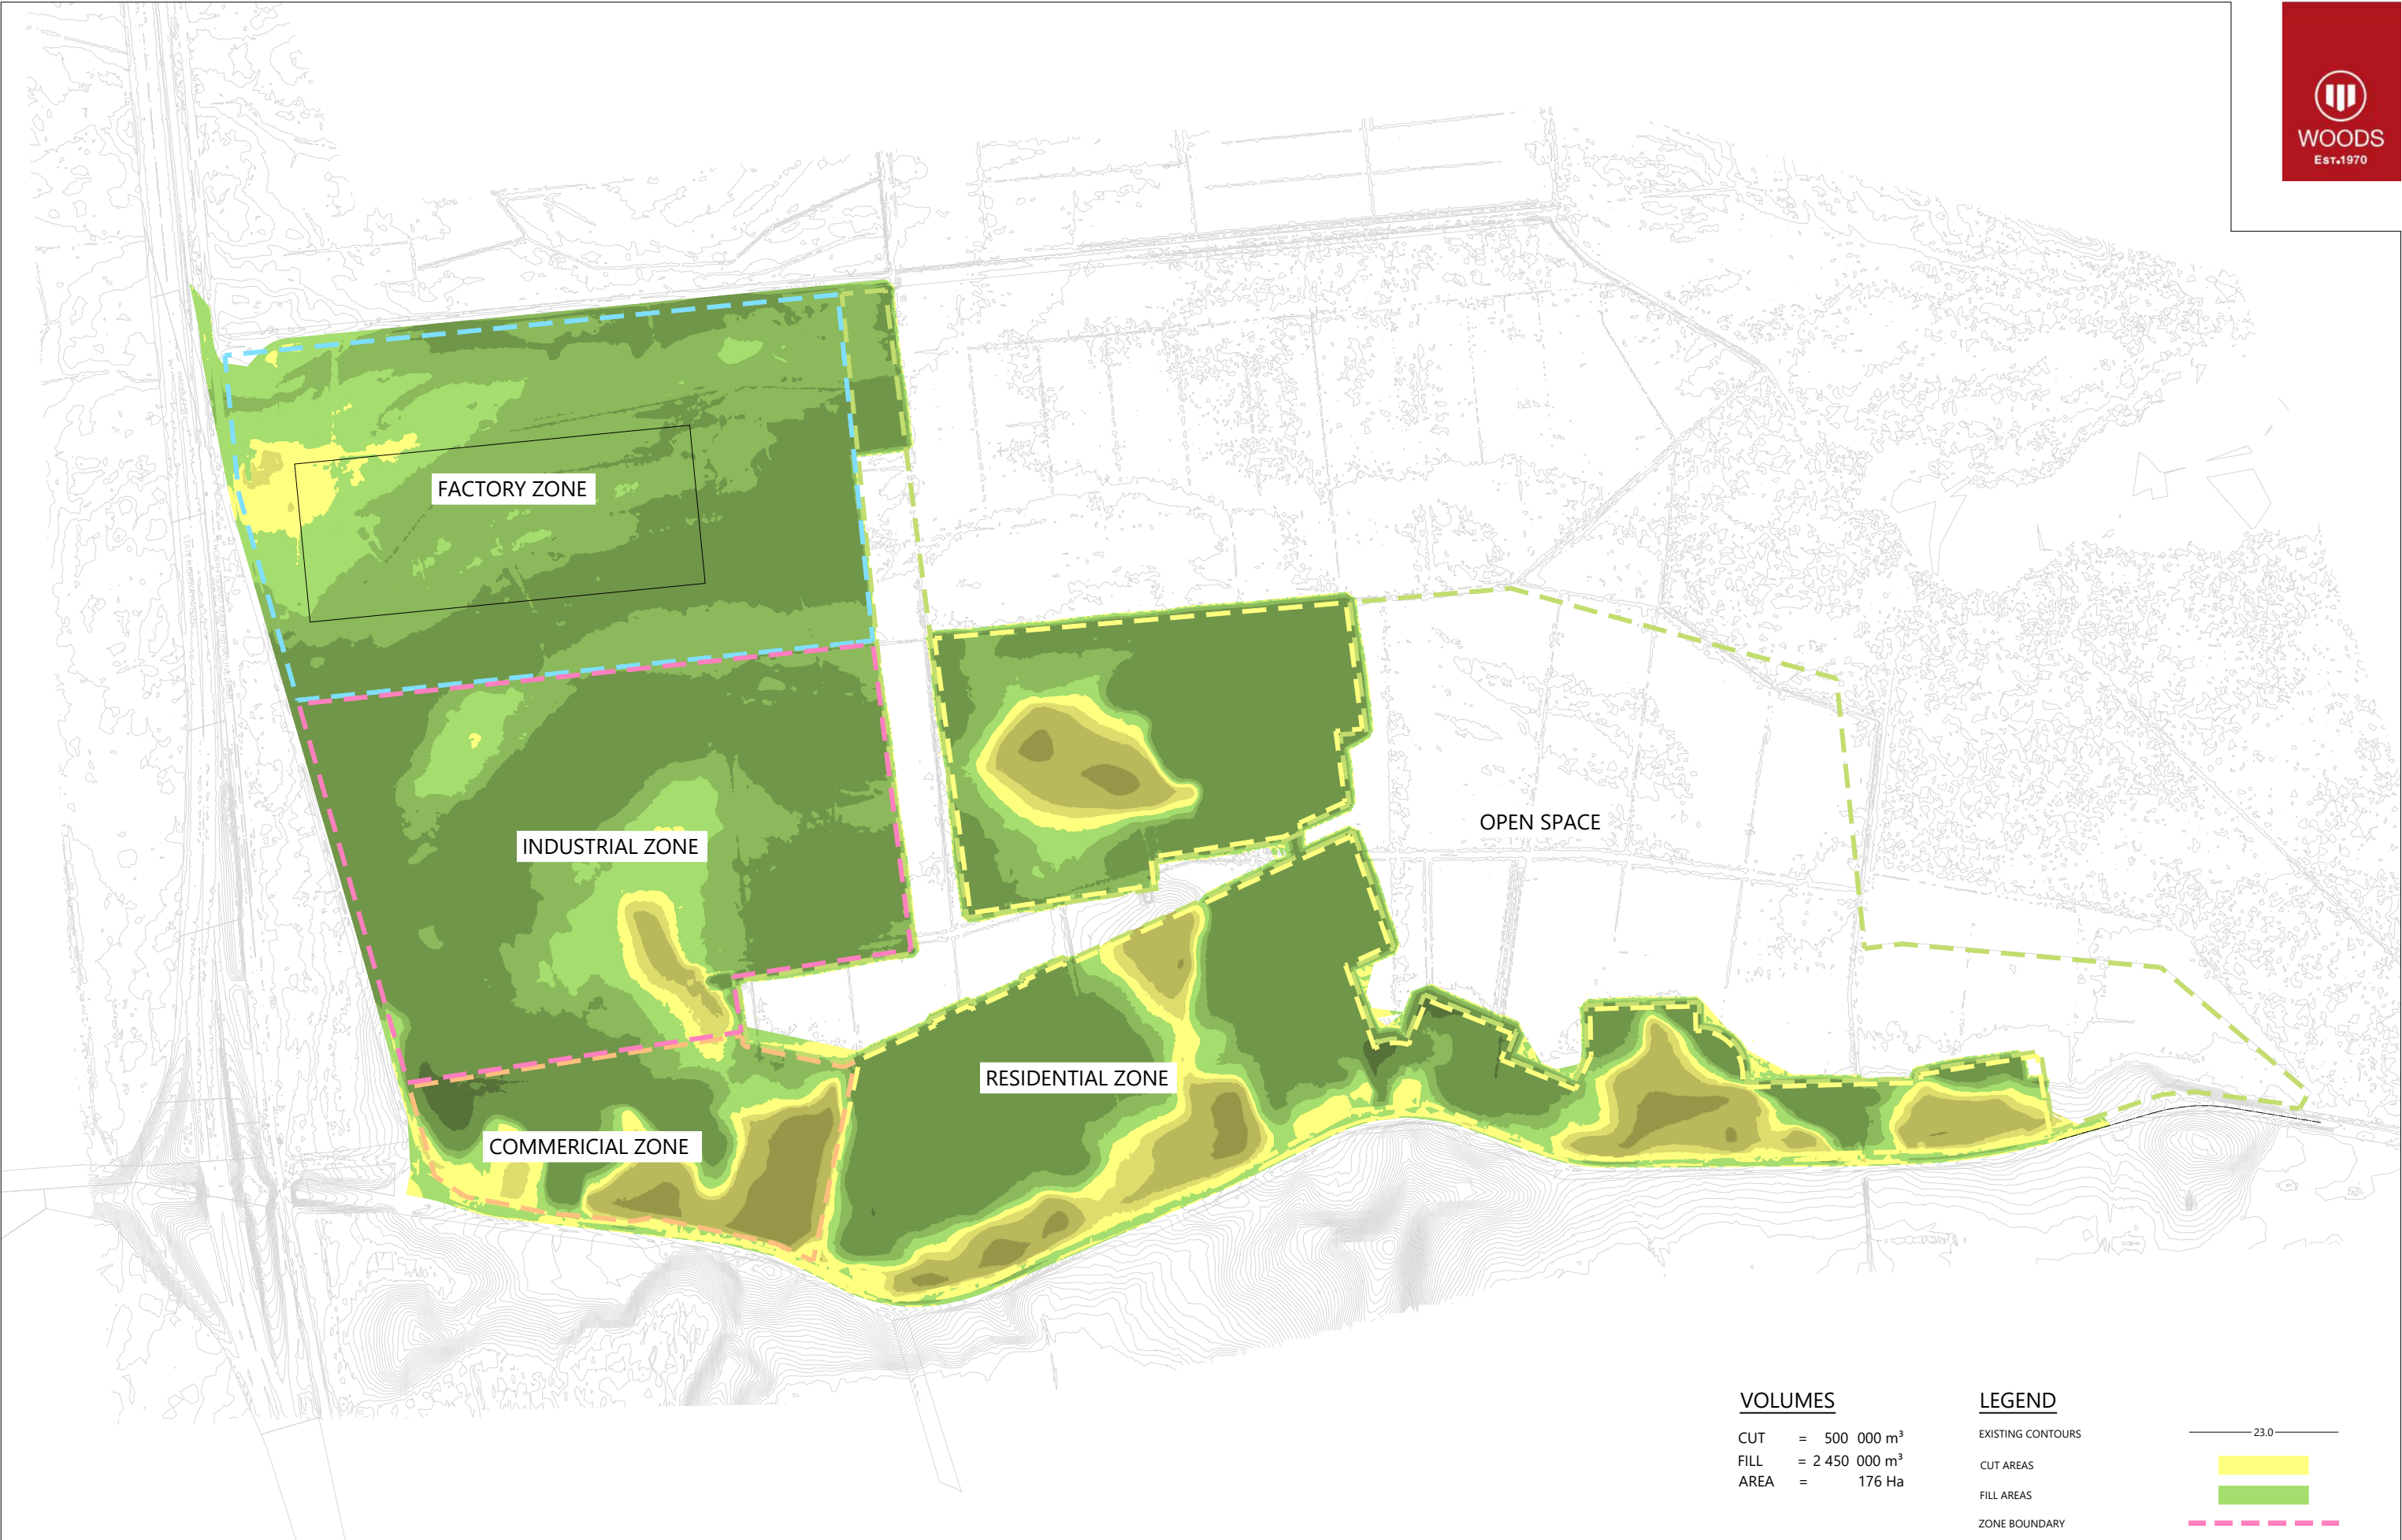 WOODS
EST.1970
FACTORY ZONE
INDUSTRIAL ZONE
OPEN SPACE
RESIDENTIAL ZONE
COMMERICIAL ZONE
VOLUMES
CUT = 500 000 m³
FILL = 2 450 000 m³
AREA = 176 Ha
LEGEND
EXISTING CONTOURS 23.0
CUT AREAS
FILL AREAS
ZONE BOUNDARY